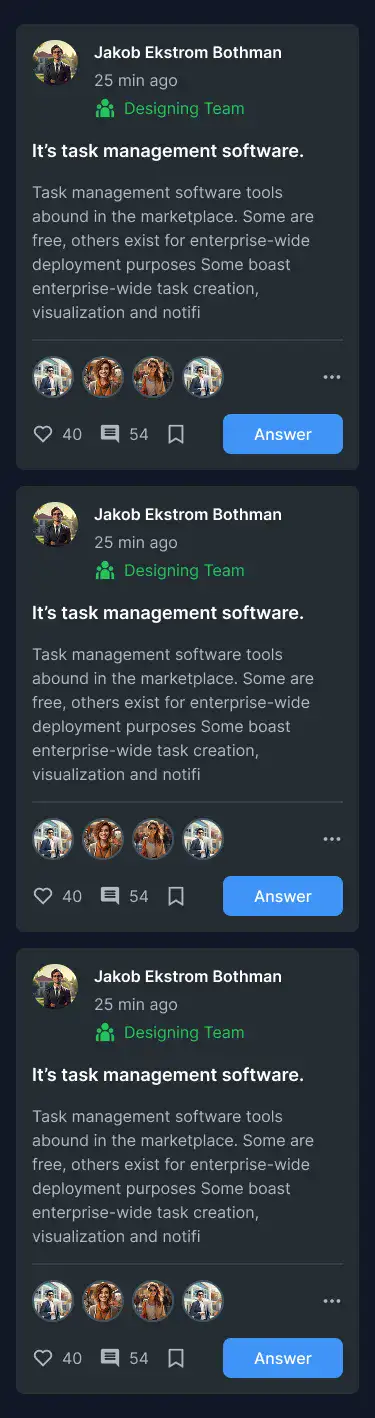 Jakob Ekstrom Bothman
25 min ago
Designing Team
It’s task management software.
Task management software tools
abound in the marketplace. Some are
free, others exist for enterprise-wide
deployment purposes Some boast
enterprise-wide task creation,
visualization and notifi
40 54 Answer
Jakob Ekstrom Bothman
25 min ago
Designing Team
It’s task management software.
Task management software tools
abound in the marketplace. Some are
free, others exist for enterprise-wide
deployment purposes Some boast
enterprise-wide task creation,
visualization and notifi
40 54 Answer
Jakob Ekstrom Bothman
25 min ago
Designing Team
It’s task management software.
Task management software tools
abound in the marketplace. Some are
free, others exist for enterprise-wide
deployment purposes Some boast
enterprise-wide task creation,
visualization and notifi
40 54 Answer